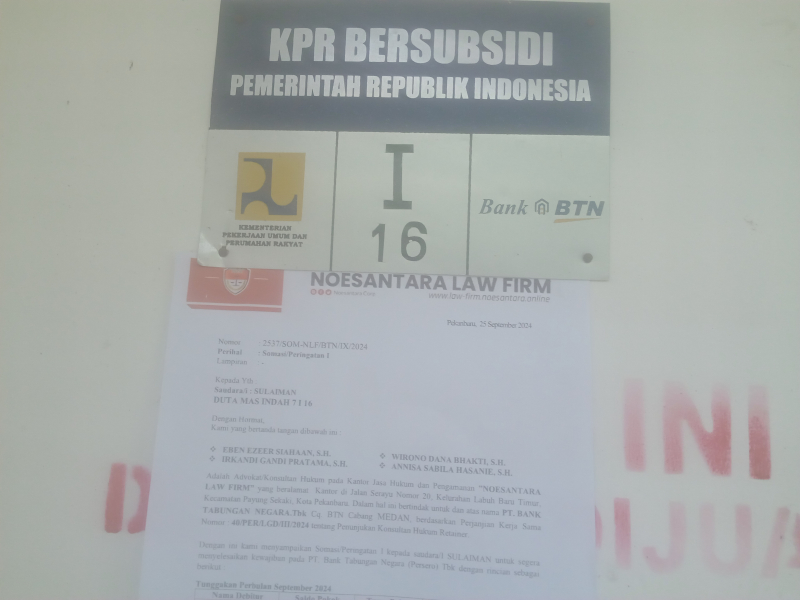 KPR BERSUBSIDI
PEMERINTAH REPUBLIK INDONESIA
KEMENTERIAN
PEKERJAAN UMUM DAN
PERUMAHAN RAKYAT
I
16
Bank BTN
NOESANTARA LAW FIRM
Noesantara Firm
www.law-firm.noesantara.online
Pekanbaru, 25 September 2024
Nomor : 2537/SOM-NLF/BTN/IX/2024
Perihal : Somasi/Peringatan I
Lampiran : -
Kepada Yth :
Saudara/i : SULAIMAN
DUTA MAS INDAH 7 I 16
Dengan Hormat,
Kami yang bertanda tangan dibawah ini :
EBEN EZEER SIAHAAN, S.H.
IRKANDI GANDI PRATAMA, S.H.
WIRONO DANA BHAKTI, S.H.
ANNISA SABILA HASANIE, S.H.
Adalah Advokat/Konsultan Hukum pada Kantor Jasa Hukum dan Pengamanan "NOESANTARA
LAW FIRM" yang beralamat. Kantor di Jalan Seraya Nomor 20. Kelurahan Labuh Baru Timur,
Kecamatan Payung Sekaki, Kota Pekanbaru. Dalam hal ini bertindak untuk dan atas nama PT. BANK
TABUNGAN NEGARA.Tbk Cq. BTN Cabang MEDAN, berdasarkan Perjanjian Kerja Sama
Nomor : 40/PER/LGD/III/2024 tentang Penunjukan Konsultan Hukum Retainer.
Dengan ini kami menyampaikan Somasi/Peringatan I kepada saudara/i SULAIMAN untuk segera
menyelesaikan kewajiban pada PT. Bank Tabungan Negara (Persero) Tbk dengan rincian sebagai
berikut.
Tunggakan Perbulan September 2024
Nama Debitur Saldo Pokok
INI